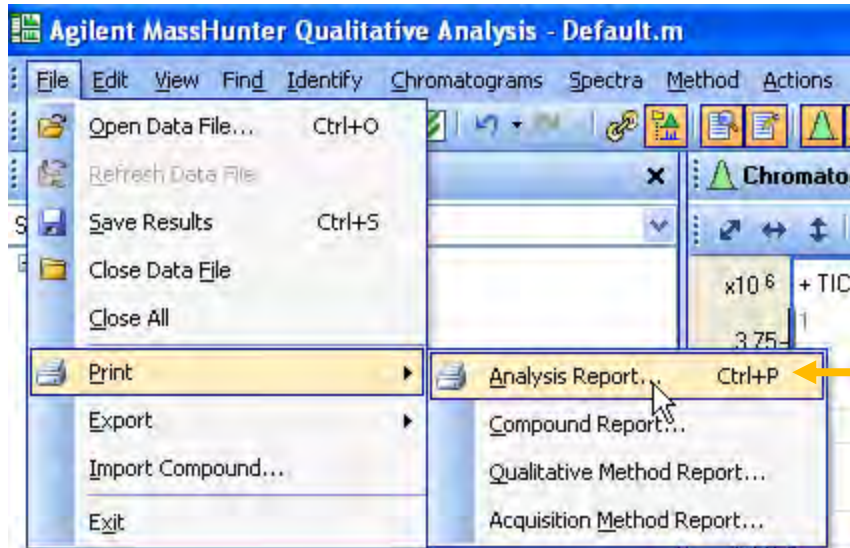 Agilent MassHunter Qualitative Analysis - Default.m
File Edit View Find Identify Chromatograms Spectra Method Actions
Open Data File... Ctrl+O
Refresh Data File
Chromato
S
Save Results Ctrl+S
Close Data File
x10 6 + TIC
Close All
1
3.75
Print
Analysis Report... Ctrl+P
Export
Compound Report...
Import Compound...
Qualitative Method Report...
Exit
Acquisition Method Report...